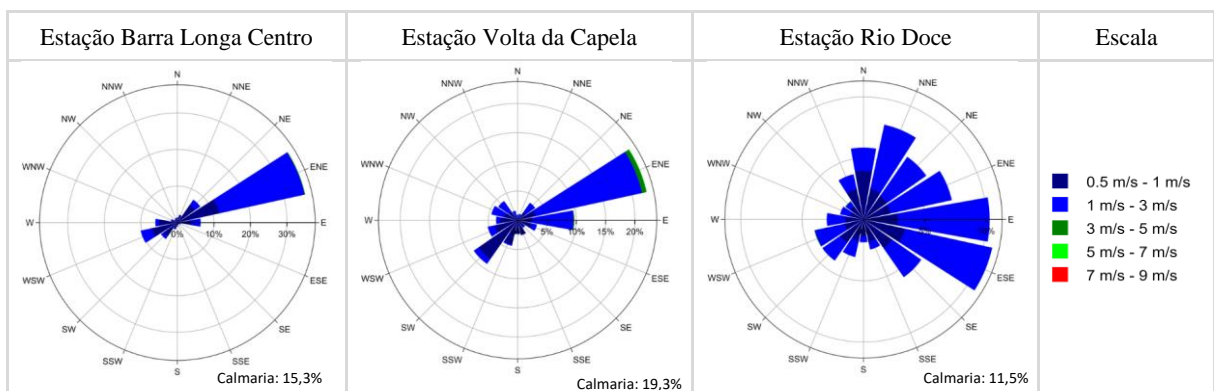 Estação Barra Longa Centro
Estação Volta da Capela
Estação Rio Doce
Escala
N
NNW
NNE
NW
NE
WNW
ENE
W
0%
10%
20%
30%
E
WSW
ESE
SW
SE
SSW
SSE
S
Calmaria: 15,3%
N
NNW
NNE
NW
NE
WNW
ENE
W
5%
10%
15%
20%
E
WSW
ESE
SW
SE
SSW
SSE
S
Calmaria: 19,3%
N
NNW
NNE
NW
NE
WNW
ENE
W
E
WSW
ESE
SW
SE
SSW
SSE
S
Calmaria: 11,5%
0.5 m/s - 1 m/s
1 m/s - 3 m/s
3 m/s - 5 m/s
5 m/s - 7 m/s
7 m/s - 9 m/s